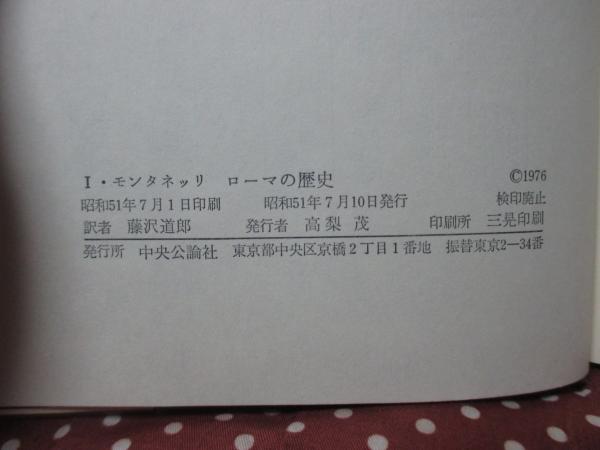 I・モンタネッリ ローマの歴史 ©1976
昭和51年7月1日印刷 昭和51年7月10日発行 検印廃止
訳者 藤沢道郎 発行者 高梨茂 印刷所 三晃印刷
発行所 中央公論社 東京都中央区京橋2丁目1番地 振替東京2―34番